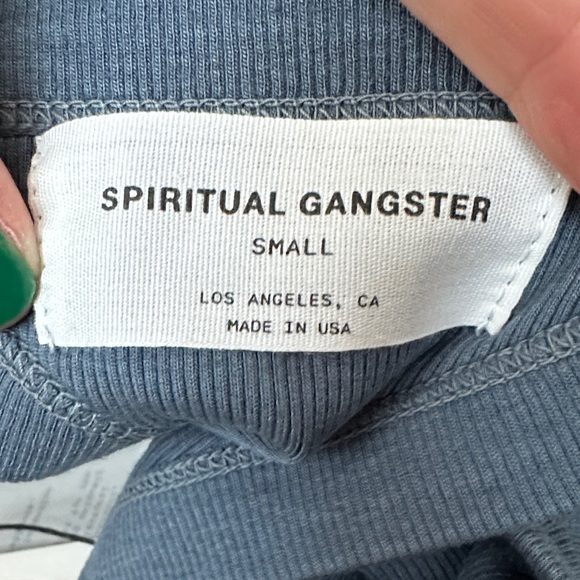 SPIRITUAL GANGSTER
SMALL
LOS ANGELES, CA
MADE IN USA